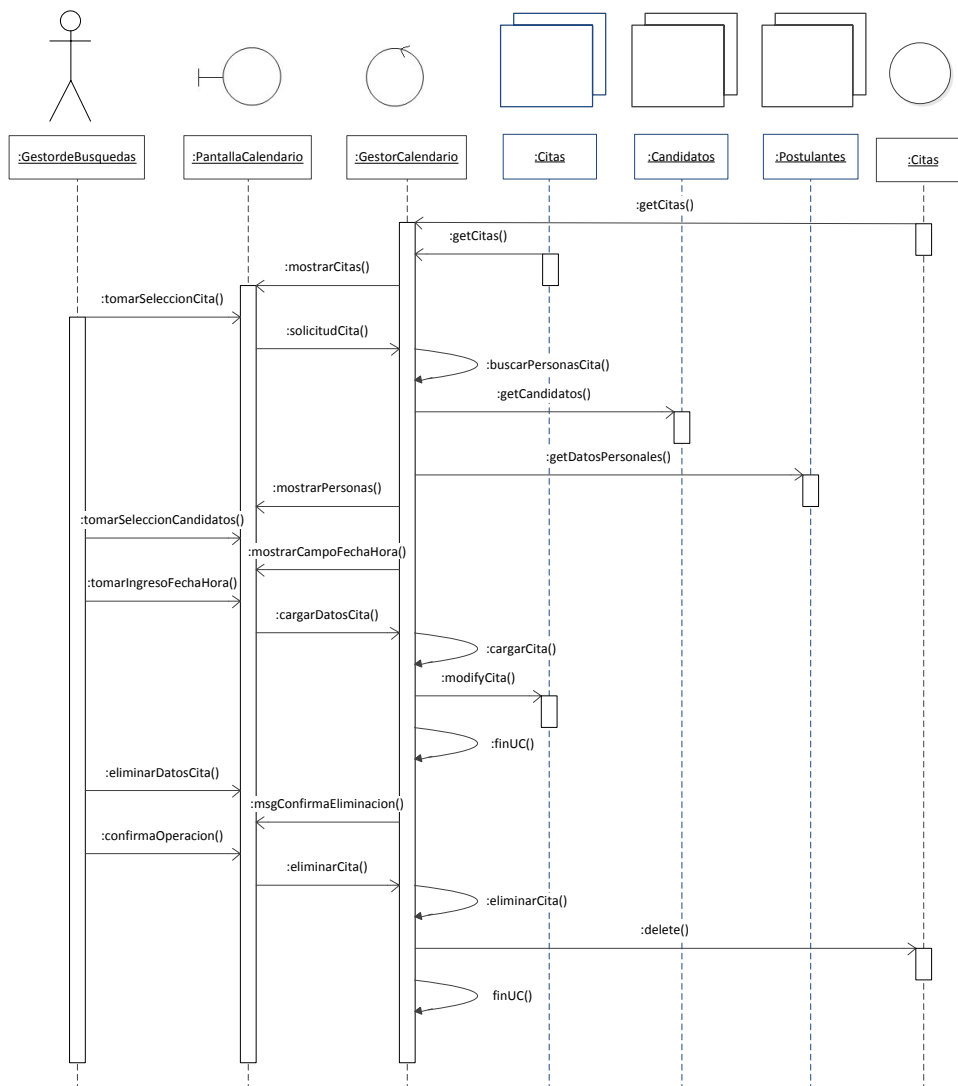 :GestordeBusquedas
:PantallaCalendario
:GestorCalendario
:Citas
:Candidatos
:Postulantes
:Citas
:getCitas()
:getCitas()
:mostrarCitas()
:tomarSeleccionCita()
:solicitudCita()
:buscarPersonasCita()
:getCandidatos()
:getDatosPersonales()
:mostrarPersonas()
:tomarSeleccionCandidatos()
:mostrarCampoFechaHora()
:tomarIngresoFechaHora()
:cargarDatosCita()
:cargarCita()
:modifyCita()
:finUC()
:eliminarDatosCita()
:msgConfirmaEliminacion()
:confirmaOperacion()
:eliminarCita()
:eliminarCita()
:delete()
finUC()